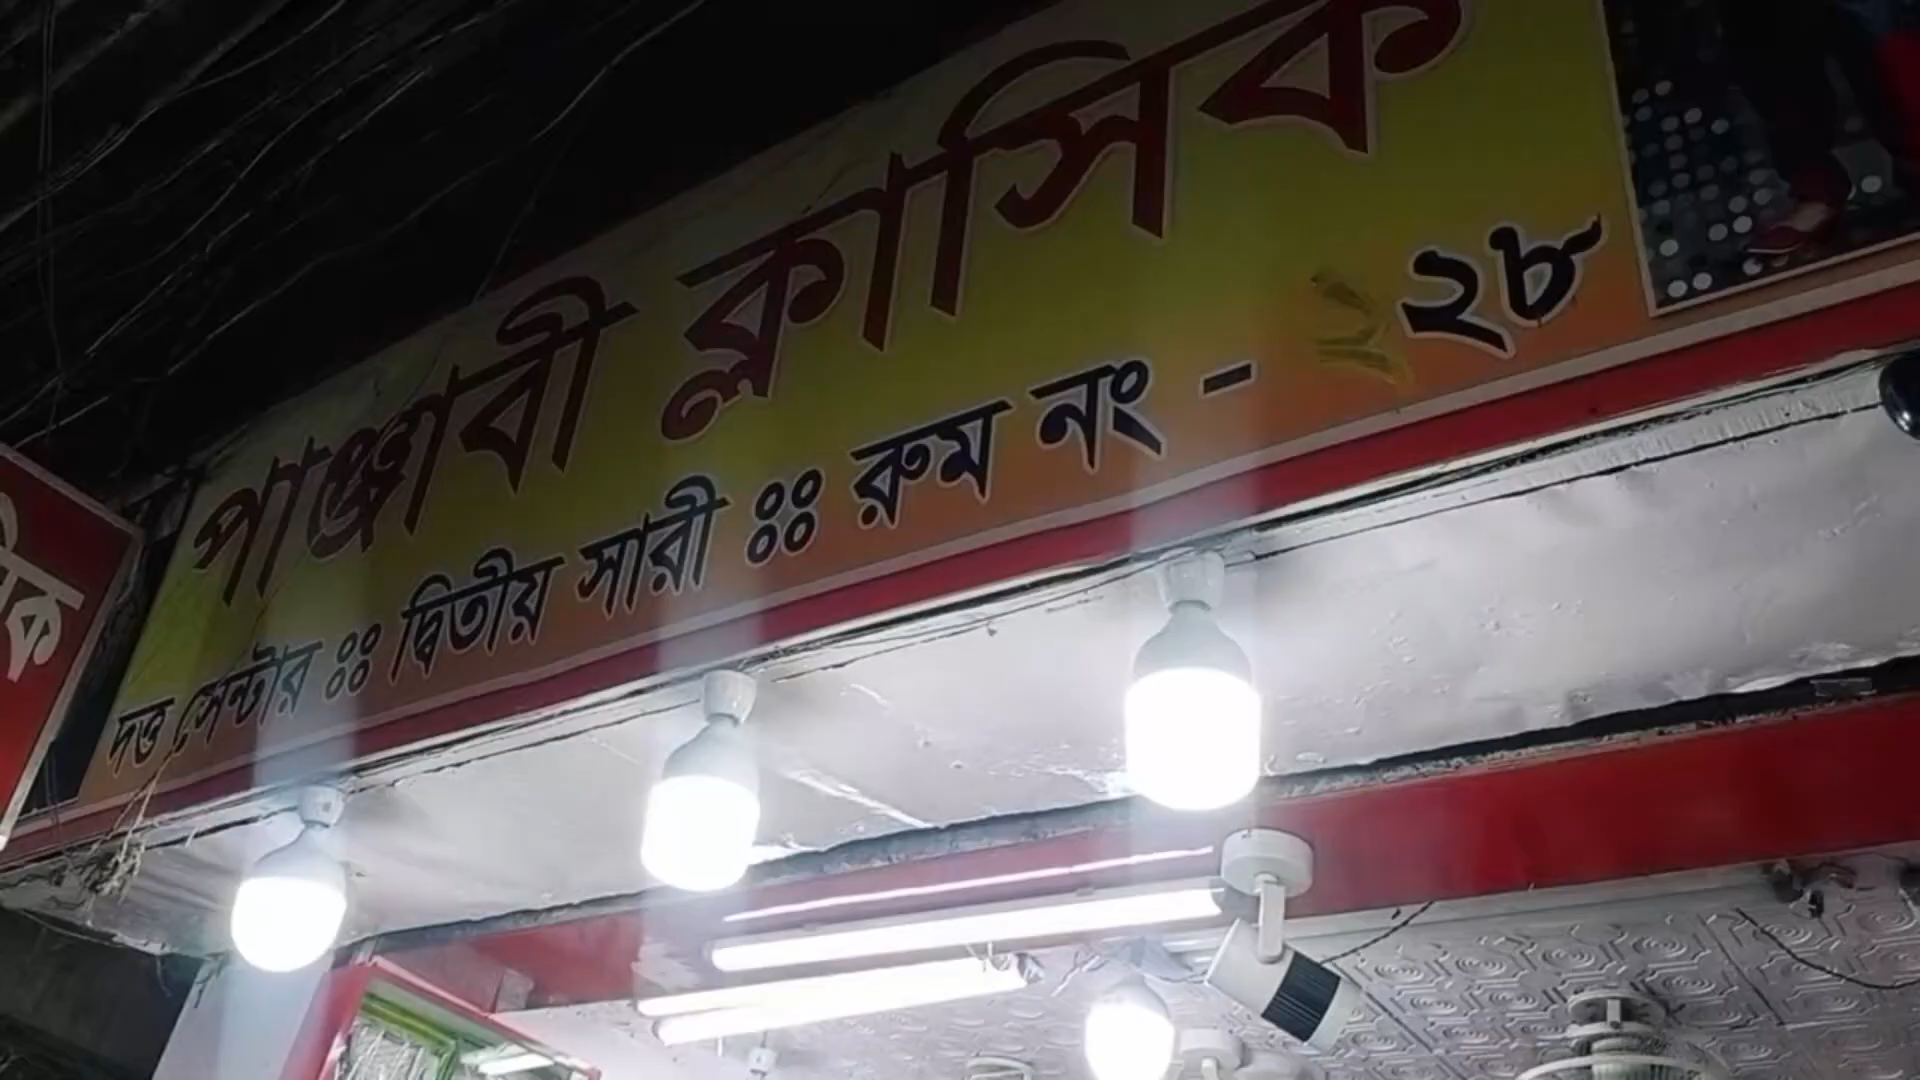 পাঞ্জাবী ক্লাসিক
দত্ত সেন্টার ঃঃ দ্বিতীয় সারী ঃঃ রুম নং - ২৮